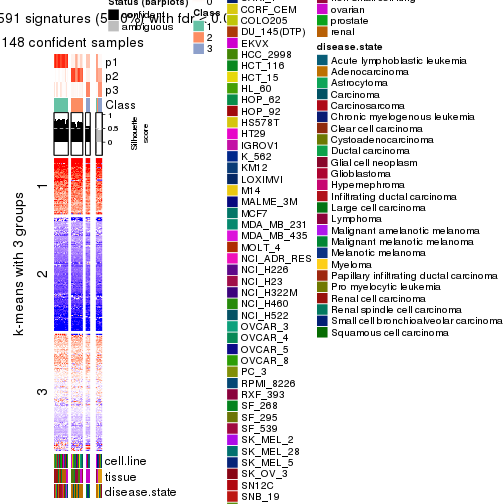 Status (barplots)
confident
ambiguous
Class
1
2
3
591 signatures
with fdr < 0.0
148 confident samples
p1
p2
p3
Class
1
0.5
0
Silhouette
score
k-means with 3 groups
1
2
3
cell.line
tissue
disease.state
CCRF_CEM
COLO205
DU_145(DTP)
EKVX
HCC_2998
HCT_116
HCT_15
HL_60
HOP_62
HOP_92
HS578T
HT29
IGROV1
K_562
KM12
LOXIMVI
M14
MALME_3M
MCF7
MDA_MB_231
MDA_MB_435
MOLT_4
NCI_ADR_RES
NCI_H226
NCI_H23
NCI_H322M
NCI_H460
NCI_H522
OVCAR_3
OVCAR_4
OVCAR_5
OVCAR_8
PC_3
RPMI_8226
RXF_393
SF_268
SF_295
SF_539
SK_MEL_2
SK_MEL_28
SK_MEL_5
SK_OV_3
SN12C
SNB_19
ovarian
prostate
renal
disease.state
Acute lymphoblastic leukemia
Adenocarcinoma
Astrocytoma
Carcinoma
Carcinosarcoma
Chronic myelogenous leukemia
Clear cell carcinoma
Cystoadenocarcinoma
Ductal carcinoma
Glial cell neoplasm
Glioblastoma
Hypernephroma
Infiltrating ductal carcinoma
Large cell carcinoma
Lymphoma
Malignant amelanotic melanoma
Malignant melanotic melanoma
Melanotic melanoma
Myeloma
Papillary infiltrating ductal carcinoma
Pro myelocytic leukemia
Renal cell carcinoma
Renal spindle cell carcinoma
Small cell bronchioalveolar carcinoma
Squamous cell carcinoma